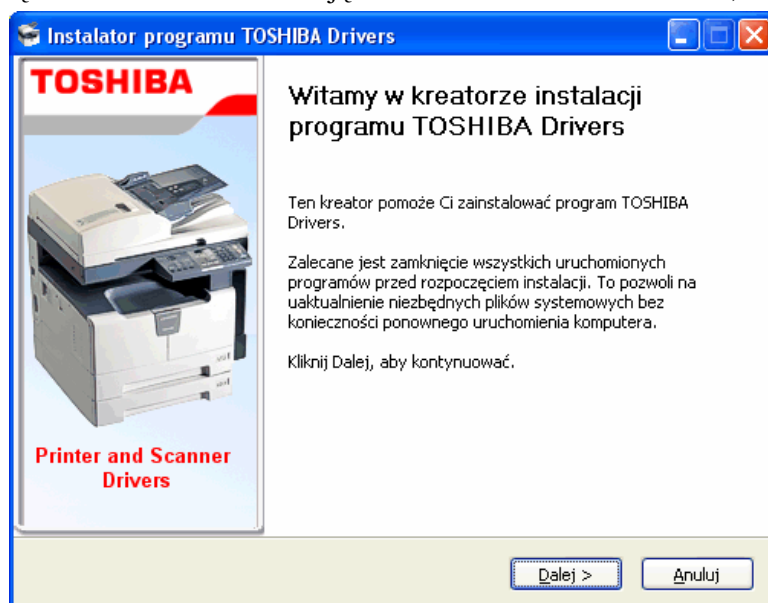 Instalator programu TOSHIBA Drivers
TOSHIBA
Witamy w kreatorze instalacji
programu TOSHIBA Drivers
Ten kreator pomoże Ci zainstalować program TOSHIBA
Drivers.
Zalecane jest zamknięcie wszystkich uruchomionych
programów przed rozpoczęciem instalacji. To pozwoli na
uaktualnienie niezbędnych plików systemowych bez
konieczności ponownego uruchomienia komputera.
Kliknij Dalej, aby kontynuować.
Printer and Scanner
Drivers
Dalej >
Anuluj